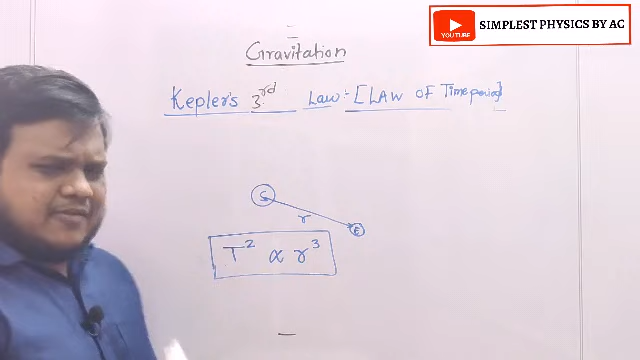 SIMPLEST PHYSICS BY AC
YOUTUBE
Gravitation
Kepler's 3rd Law :- [LAW OF Time period]
S
r
E
T² ∝ r³